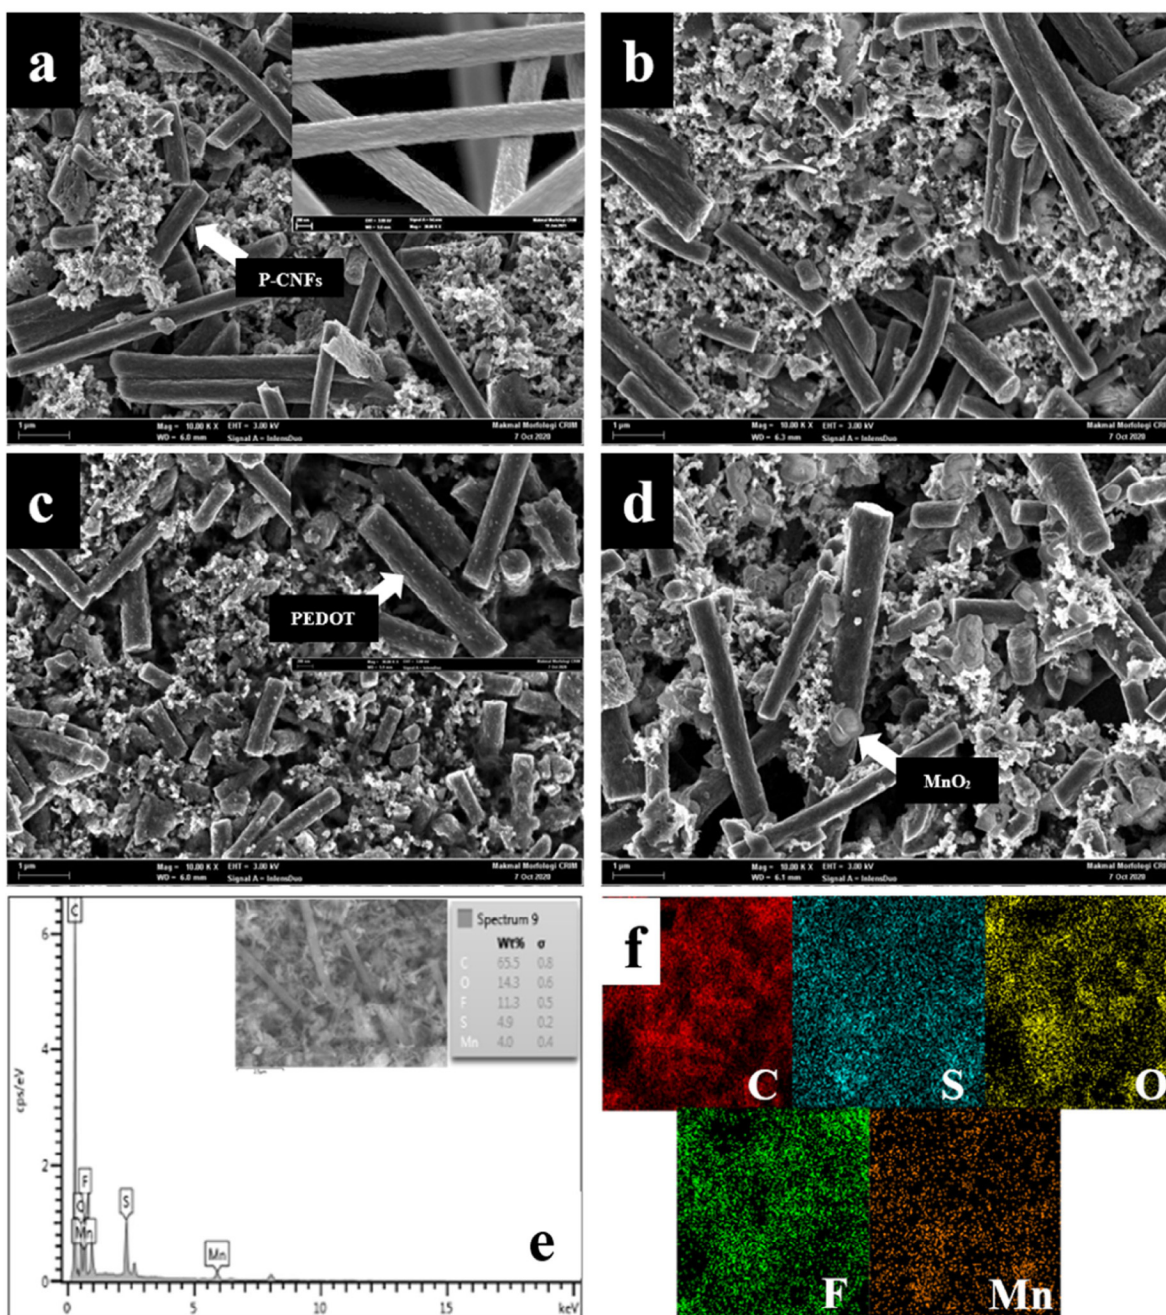 a
P-CNFs
1 µm
Mag = 10.00 K X EHT = 3.00 kV
WD = 6.0 mm Signal A = InlensDuo
Makmal Morfologi CRIM
7 Oct 2020
b
1 µm
Mag = 10.00 K X EHT = 3.00 kV
WD = 6.3 mm Signal A = InlensDuo
Makmal Morfologi CRIM
7 Oct 2020
c
PEDOT
1 µm
Mag = 10.00 K X EHT = 3.00 kV
WD = 6.0 mm Signal A = InlensDuo
Makmal Morfologi CRIM
7 Oct 2020
d
MnO₂
1 µm
Mag = 10.00 K X EHT = 3.00 kV
WD = 6.1 mm Signal A = InlensDuo
Makmal Morfologi CRIM
7 Oct 2020
cps/eV
6
4
2
0
C
F
O
Mn
S
Mn
0 5 10 15 keV
Spectrum 9
Wt% σ
C 65.5 0.8
O 14.3 0.6
F 11.3 0.5
S 4.9 0.2
Mn 4.0 0.4
e
f
C
S
O
F
Mn